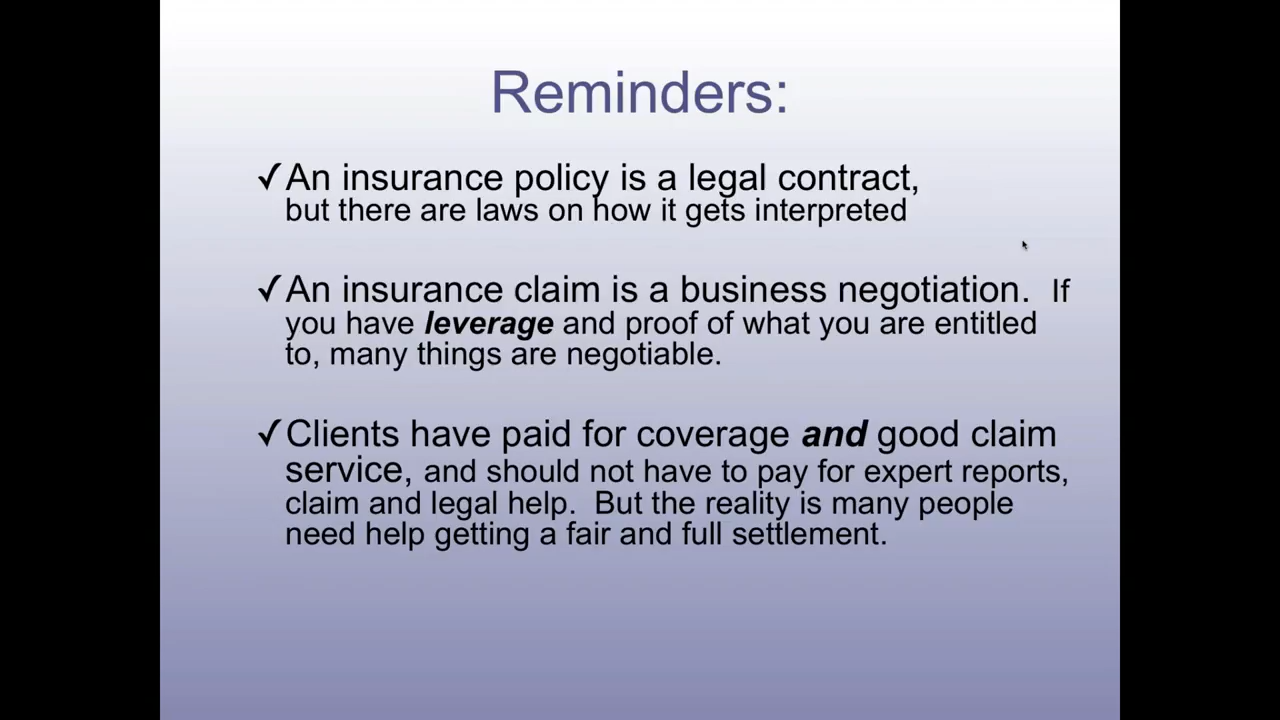 Reminders:
✓An insurance policy is a legal contract,
but there are laws on how it gets interpreted
✓An insurance claim is a business negotiation.  If
you have leverage and proof of what you are entitled
to, many things are negotiable.
✓Clients have paid for coverage and good claim
service, and should not have to pay for expert reports,
claim and legal help.  But the reality is many people
need help getting a fair and full settlement.